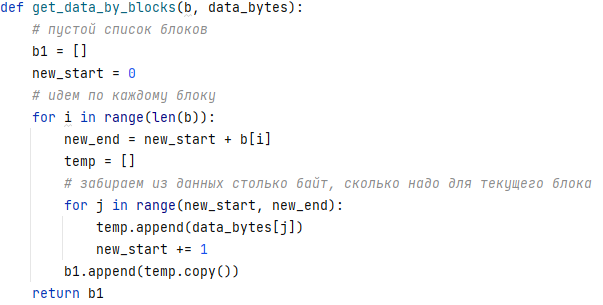 def get_data_by_blocks(b, data_bytes):
    # пустой список блоков
    b1 = []
    new_start = 0
    # идем по каждому блоку
    for i in range(len(b)):
        new_end = new_start + b[i]
        temp = []
        # забираем из данных столько байт, сколько надо для текущего блока
        for j in range(new_start, new_end):
            temp.append(data_bytes[j])
            new_start += 1
        b1.append(temp.copy())
    return b1